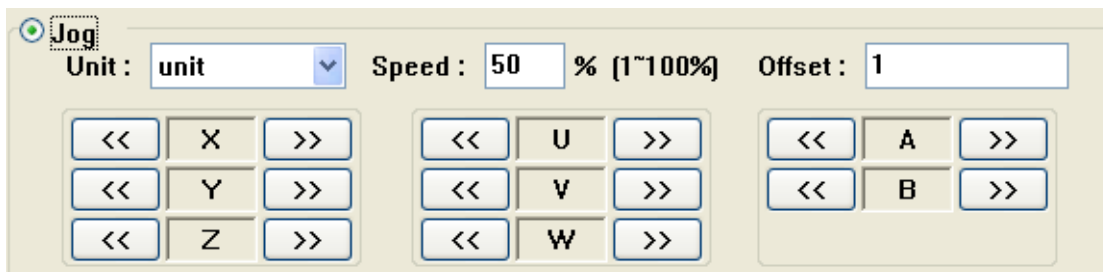 Jog
Unit : unit Speed : 50 % (1~100%) Offset : 1
<< X >> << U >> << A >>
<< Y >> << V >> << B >>
<< Z >> << W >>